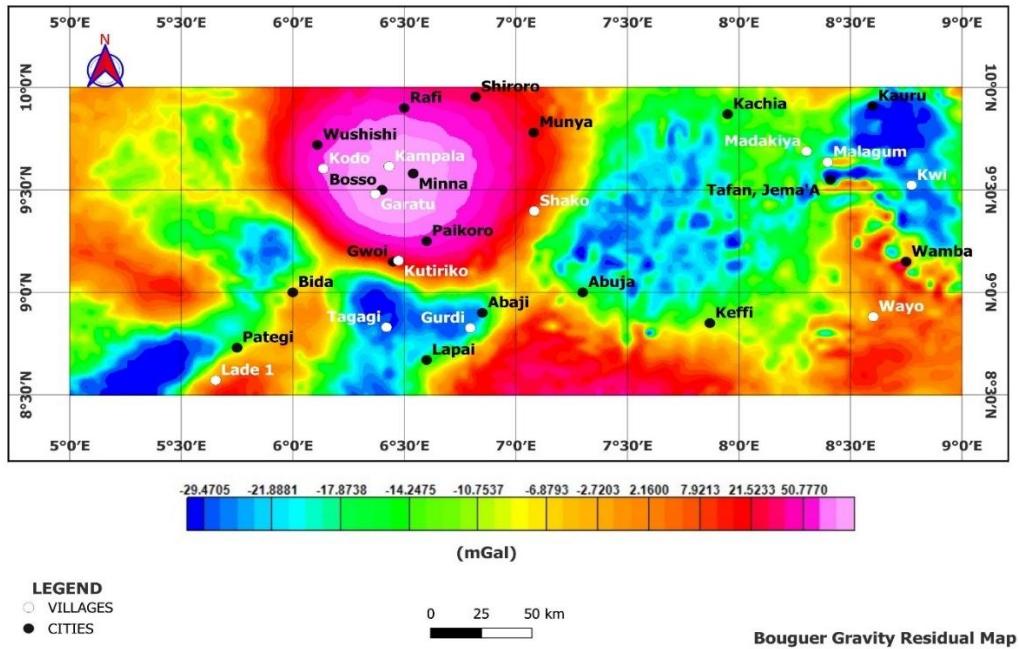 5°0'E 5°30'E 6°0'E 6°30'E 7°0'E 7°30'E 8°0'E 8°30'E 9°0'E
N
10°0'N 10°0'N
Rafi Shiroro Kachia Kauru
Wushishi Munya
Kodo Kampala Madakiya Malagum
9°30'N Bosso Minna Tafan, Jema'A Kwi 9°30'N
Garatu Shako
Paikoro
Gwoi Kutiriko Wamba
9°0'N Bida Abuja 9°0'N
Tagagi Gurdi Abaji Keffi Wayo
Pategi Lapai
Lade 1
8°30'N 8°30'N
5°0'E 5°30'E 6°0'E 6°30'E 7°0'E 7°30'E 8°0'E 8°30'E 9°0'E
-29.4705 -21.8881 -17.8738 -14.2475 -10.7537 -6.8793 -2.7203 2.1600 7.9213 21.5233 50.7770
(mGal)
LEGEND
VILLAGES
CITIES
0 25 50 km
Bouguer Gravity Residual Map